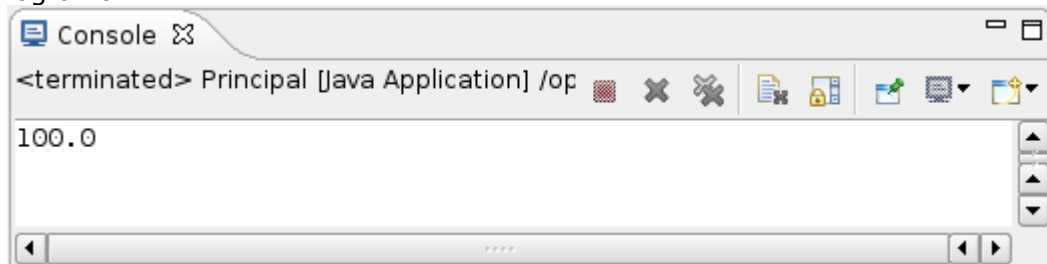 Console
<terminated> Principal [Java Application] /op
100.0